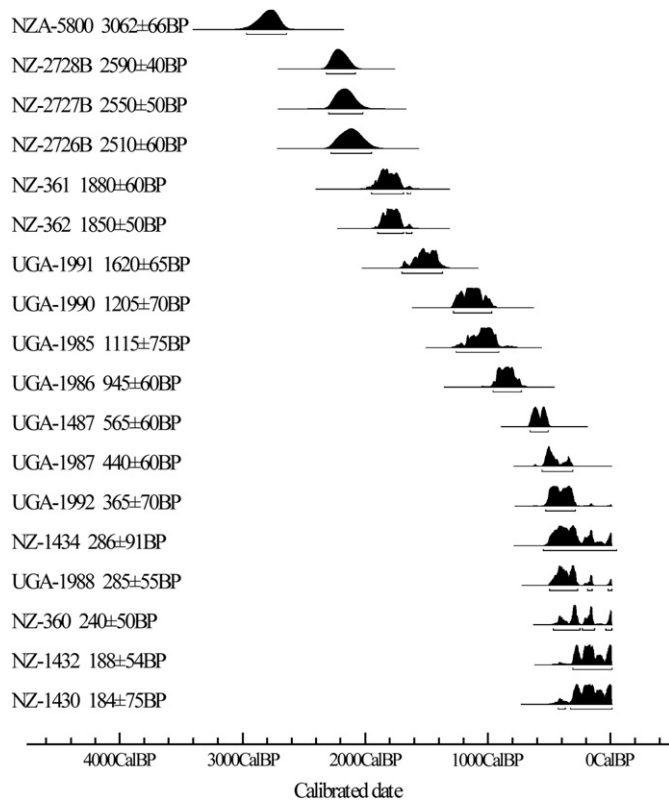 NZA-5800 3062±66BP
NZ-2728B 2590±40BP
NZ-2727B 2550±50BP
NZ-2726B 2510±60BP
NZ-361 1880±60BP
NZ-362 1850±50BP
UGA-1991 1620±65BP
UGA-1990 1205±70BP
UGA-1985 1115±75BP
UGA-1986 945±60BP
UGA-1487 565±60BP
UGA-1987 440±60BP
UGA-1992 365±70BP
NZ-1434 286±91BP
UGA-1988 285±55BP
NZ-360 240±50BP
NZ-1432 188±54BP
NZ-1430 184±75BP
4000CalBP 3000CalBP 2000CalBP 1000CalBP 0CalBP
Calibrated date